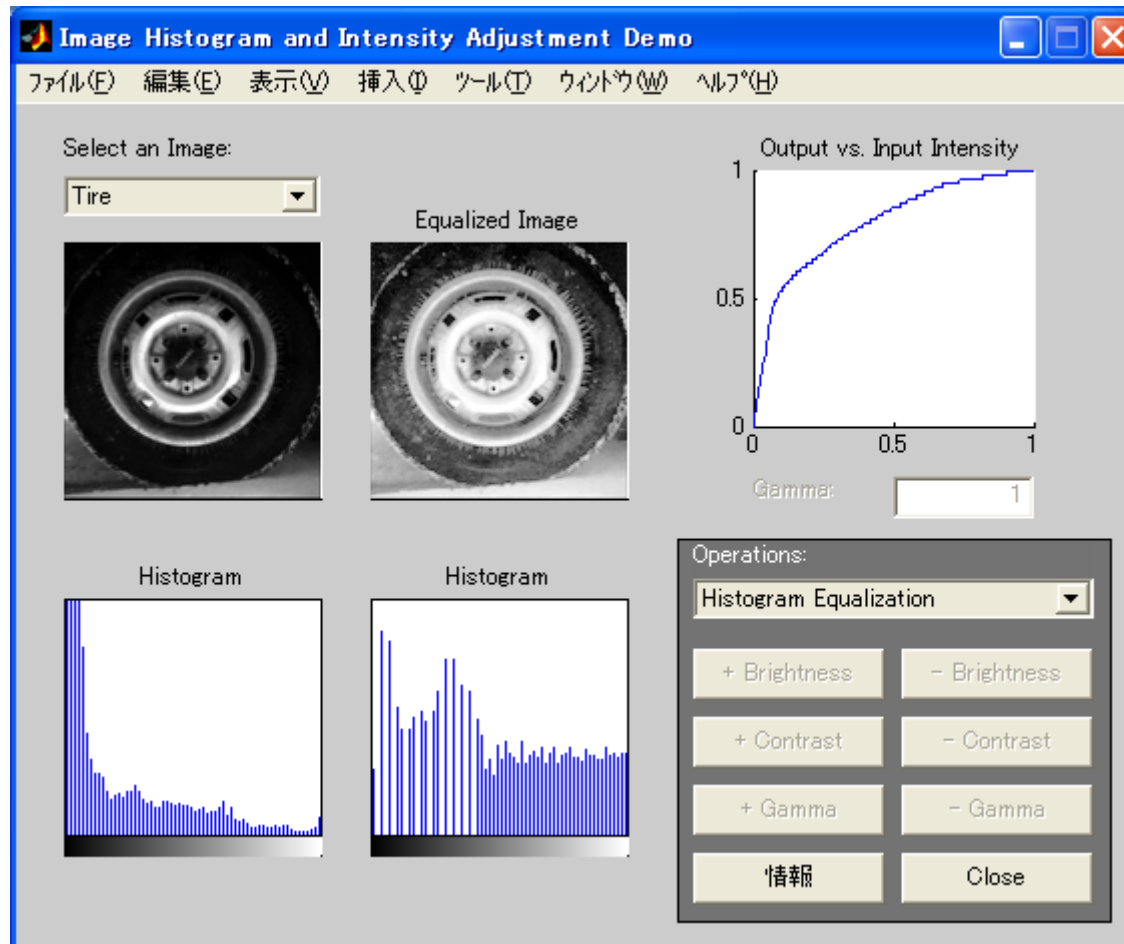 Image Histogram and Intensity Adjustment Demo
ファイル(F) 編集(E) 表示(V) 挿入(I) ツール(T) ウィンドウ(W) ヘルプ(H)
Select an Image:
Tire
Equalized Image
Output vs. Input Intensity
1
0.5
0
0 0.5 1
Gamma: 1
Histogram
Histogram
Operations:
Histogram Equalization
+ Brightness - Brightness
+ Contrast - Contrast
+ Gamma - Gamma
情報 Close